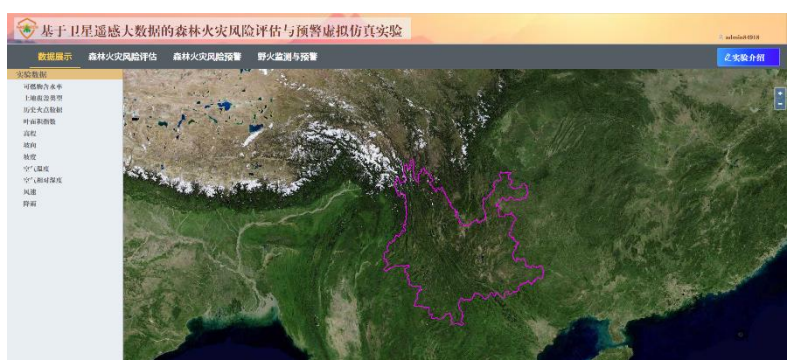 基于卫星遥感大数据的森林火灾风险评估与预警虚拟仿真实验
数据展示 森林火灾风险评估 森林火灾风险预警 野火监测与预警 实验介绍
实验数据
可燃物含水率
土地覆盖类型
历史火点数据
叶面积指数
高程
坡向
坡度
空气温度
空气相对湿度
风速
降雨
+
-